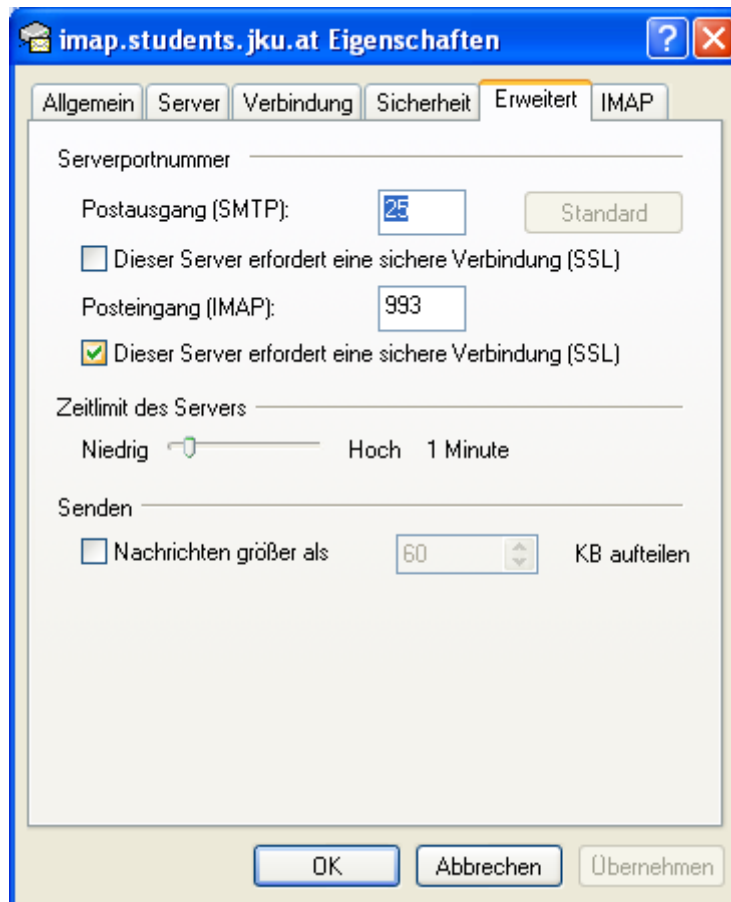 imap.students.jku.at Eigenschaften
Allgemein Server Verbindung Sicherheit Erweitert IMAP
Serverportnummer
Postausgang (SMTP): 25 Standard
Dieser Server erfordert eine sichere Verbindung (SSL)
Posteingang (IMAP): 993
Dieser Server erfordert eine sichere Verbindung (SSL)
Zeitlimit des Servers
Niedrig Hoch 1 Minute
Senden
Nachrichten größer als 60 KB aufteilen
OK Abbrechen Übernehmen